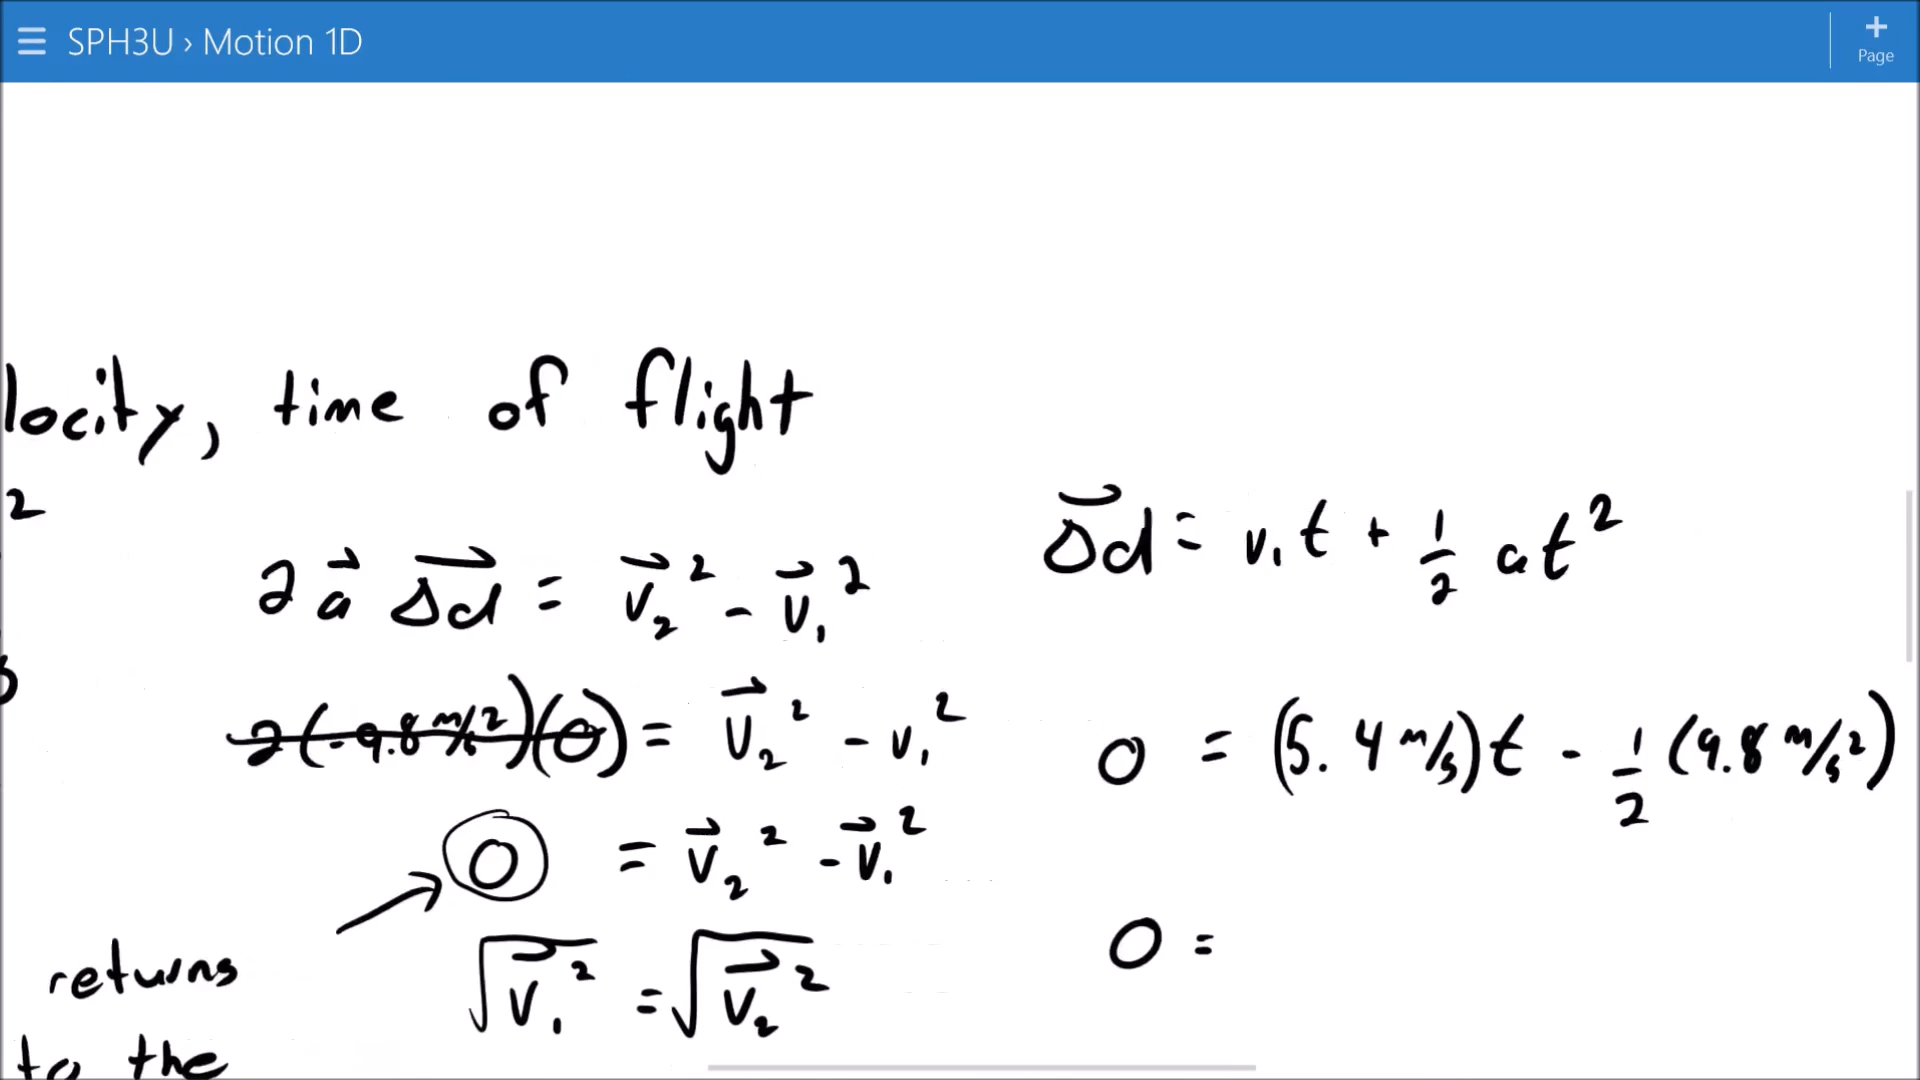 SPH3U › Motion 1D
+ Page
locity, time of flight
2
2a⃗ Δd⃗ = v⃗₂² - v⃗₁²
2(-9.8 m/s²)(0) = v⃗₂² - v₁²
0 = v⃗₂² - v⃗₁²
√v⃗₁² = √v⃗₂²
returns
to the
Δd⃗ = v₁t + 1/2 at²
0 = (5.4 m/s)t - 1/2 (9.8 m/s²)
0 =